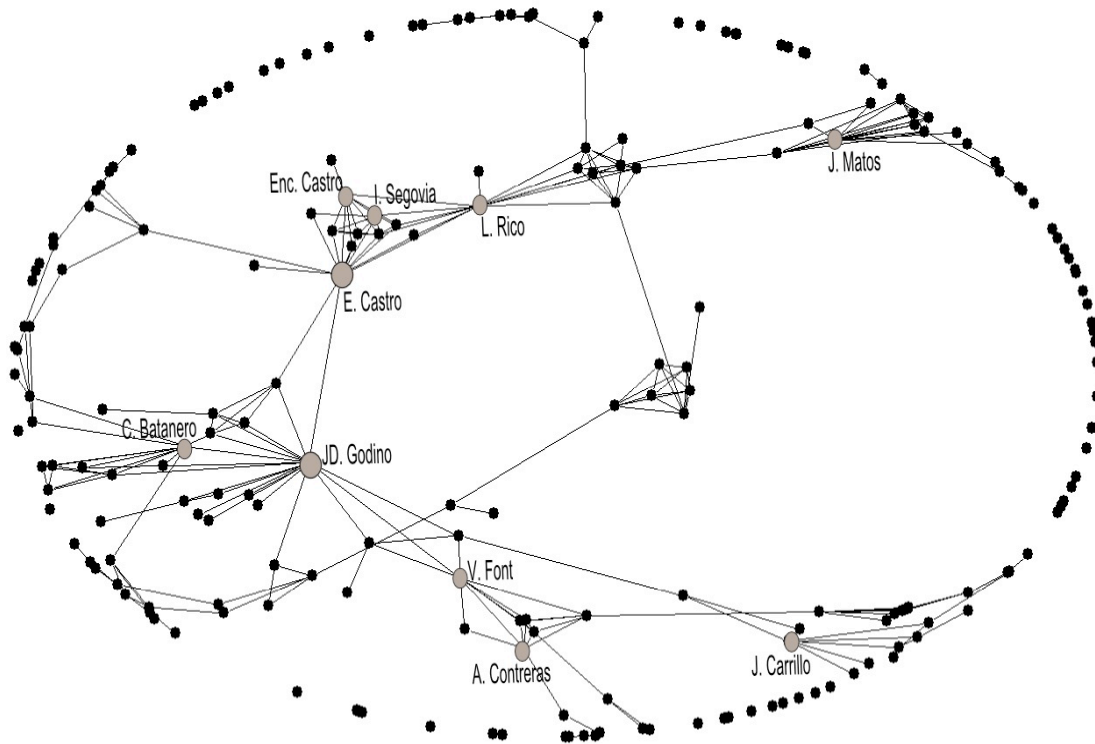 J. Matos
Enc. Castro
I. Segovia
L. Rico
E. Castro
C. Batanero
JD. Godino
V. Font
A. Contreras
J. Carrillo